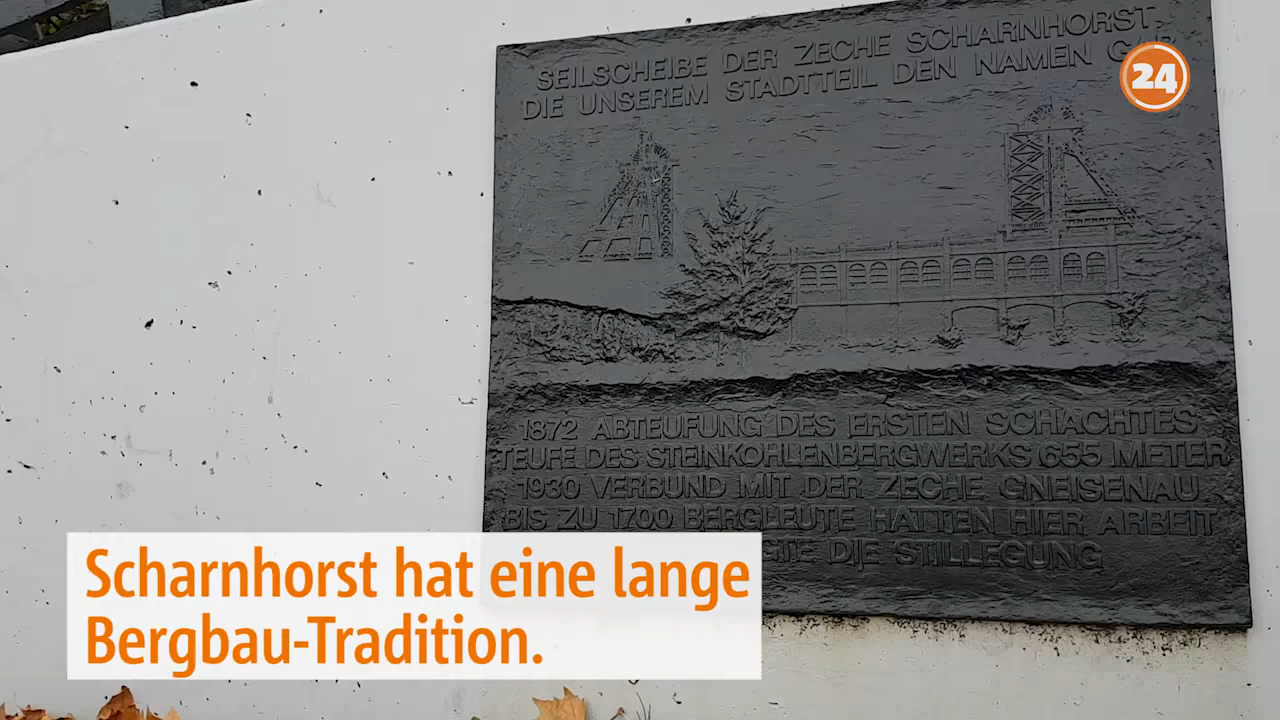 SEILSCHEIBE DER ZECHE SCHARNHORST,
DIE UNSEREM STADTTEIL DEN NAMEN
24
1872 ABTEUFUNG DES ERSTEN SCHACHTES
TEUFE DES STEINKOHLENBERGWERKS 655 METER
1930 VERBUND MIT DER ZECHE GNEISENAU
BIS ZU 1700 BERGLEUTE HATTEN HIER ARBEIT
DIE STILLEGUNG
Scharnhorst hat eine lange
Bergbau-Tradition.